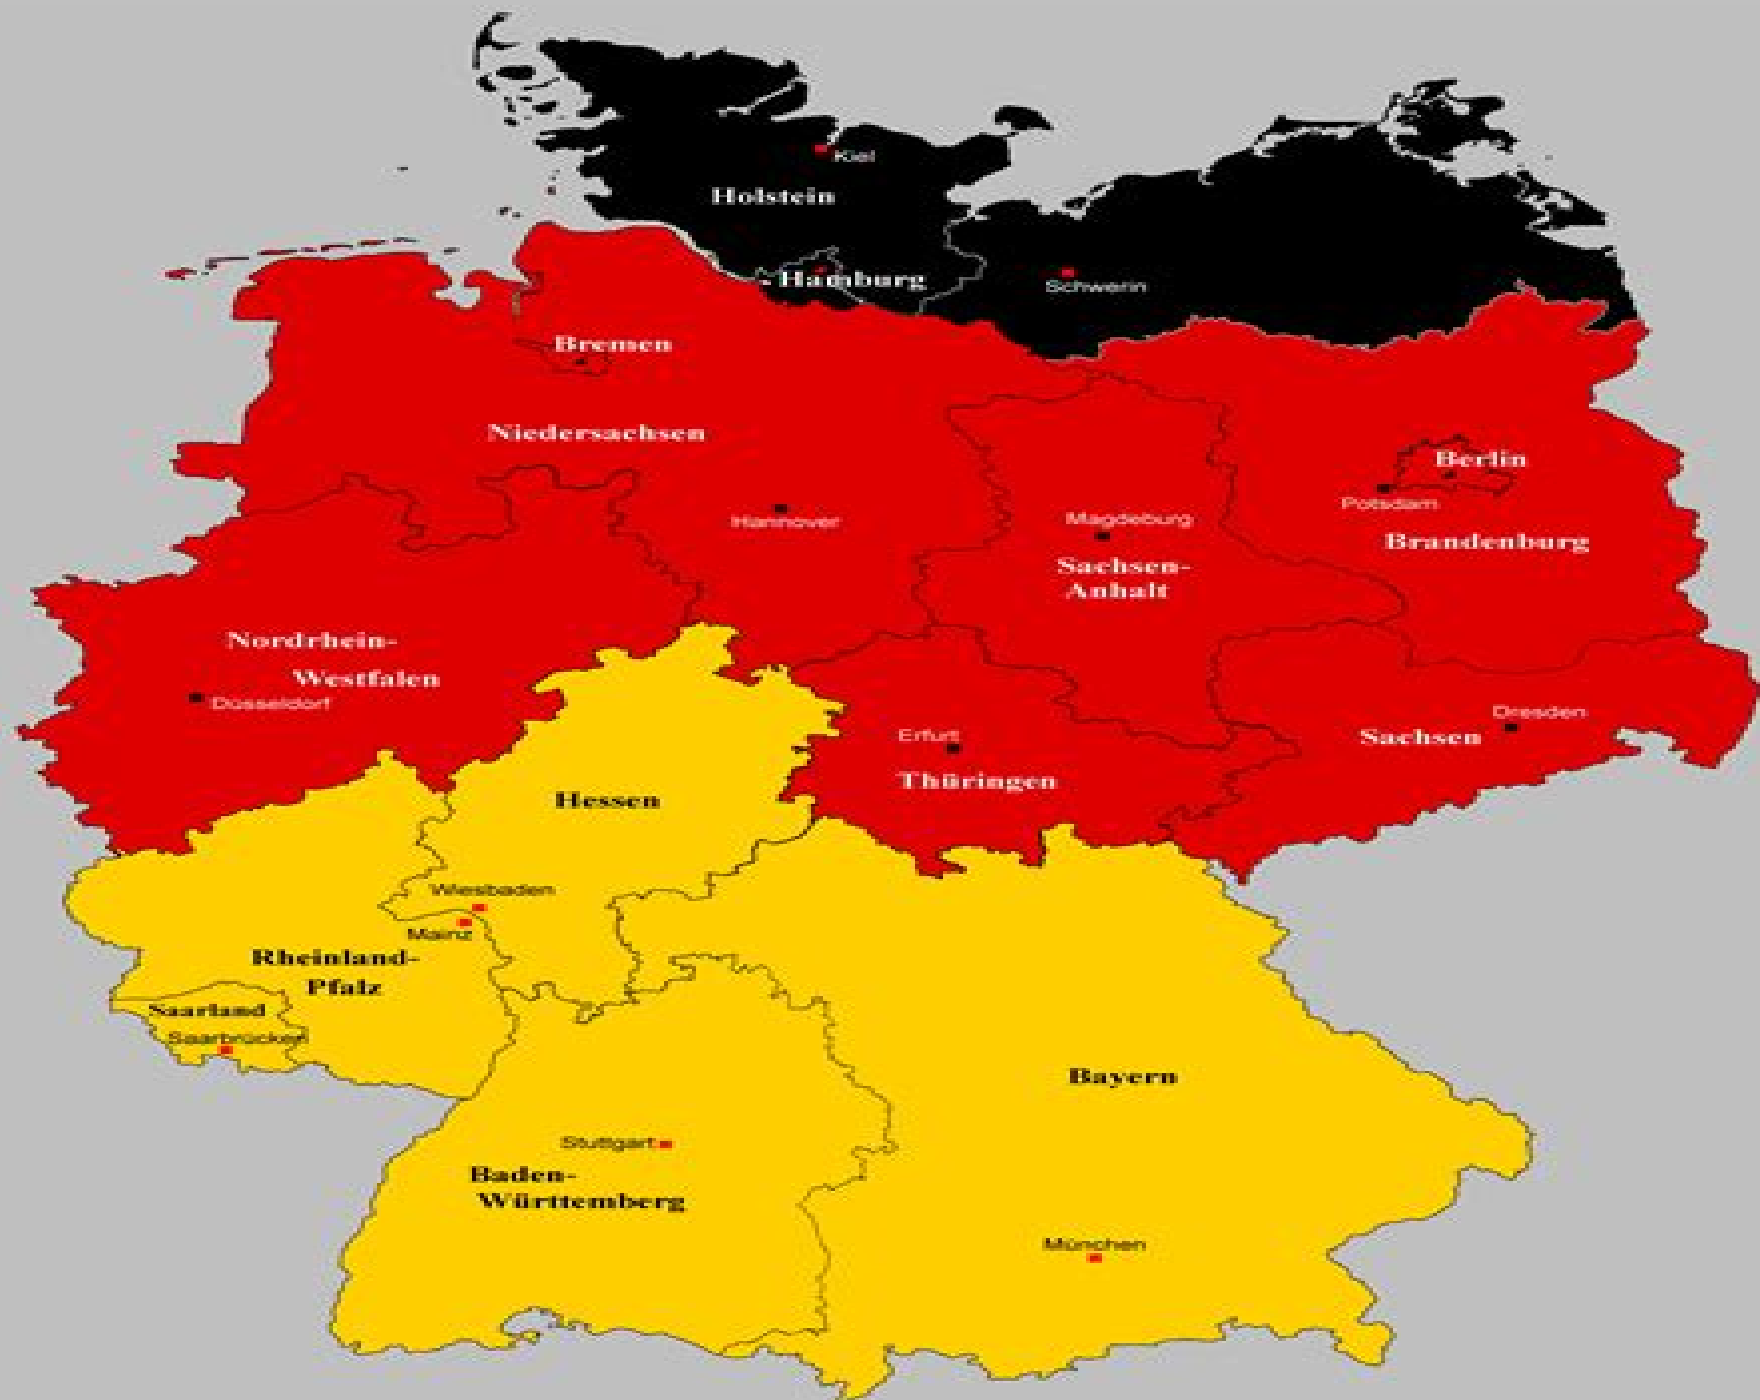 Kiel
Holstein
Hamburg
Schwerin
Bremen
Niedersachsen
Berlin
Potsdam
Hannover
Magdeburg
Brandenburg
Sachsen-
Anhalt
Nordrhein-
Westfalen
Düsseldorf
Dresden
Erfurt
Sachsen
Thüringen
Hessen
Wiesbaden
Mainz
Rheinland-
Pfalz
Saarland
Saarbrücken
Bayern
Stuttgart
Baden-
Württemberg
München